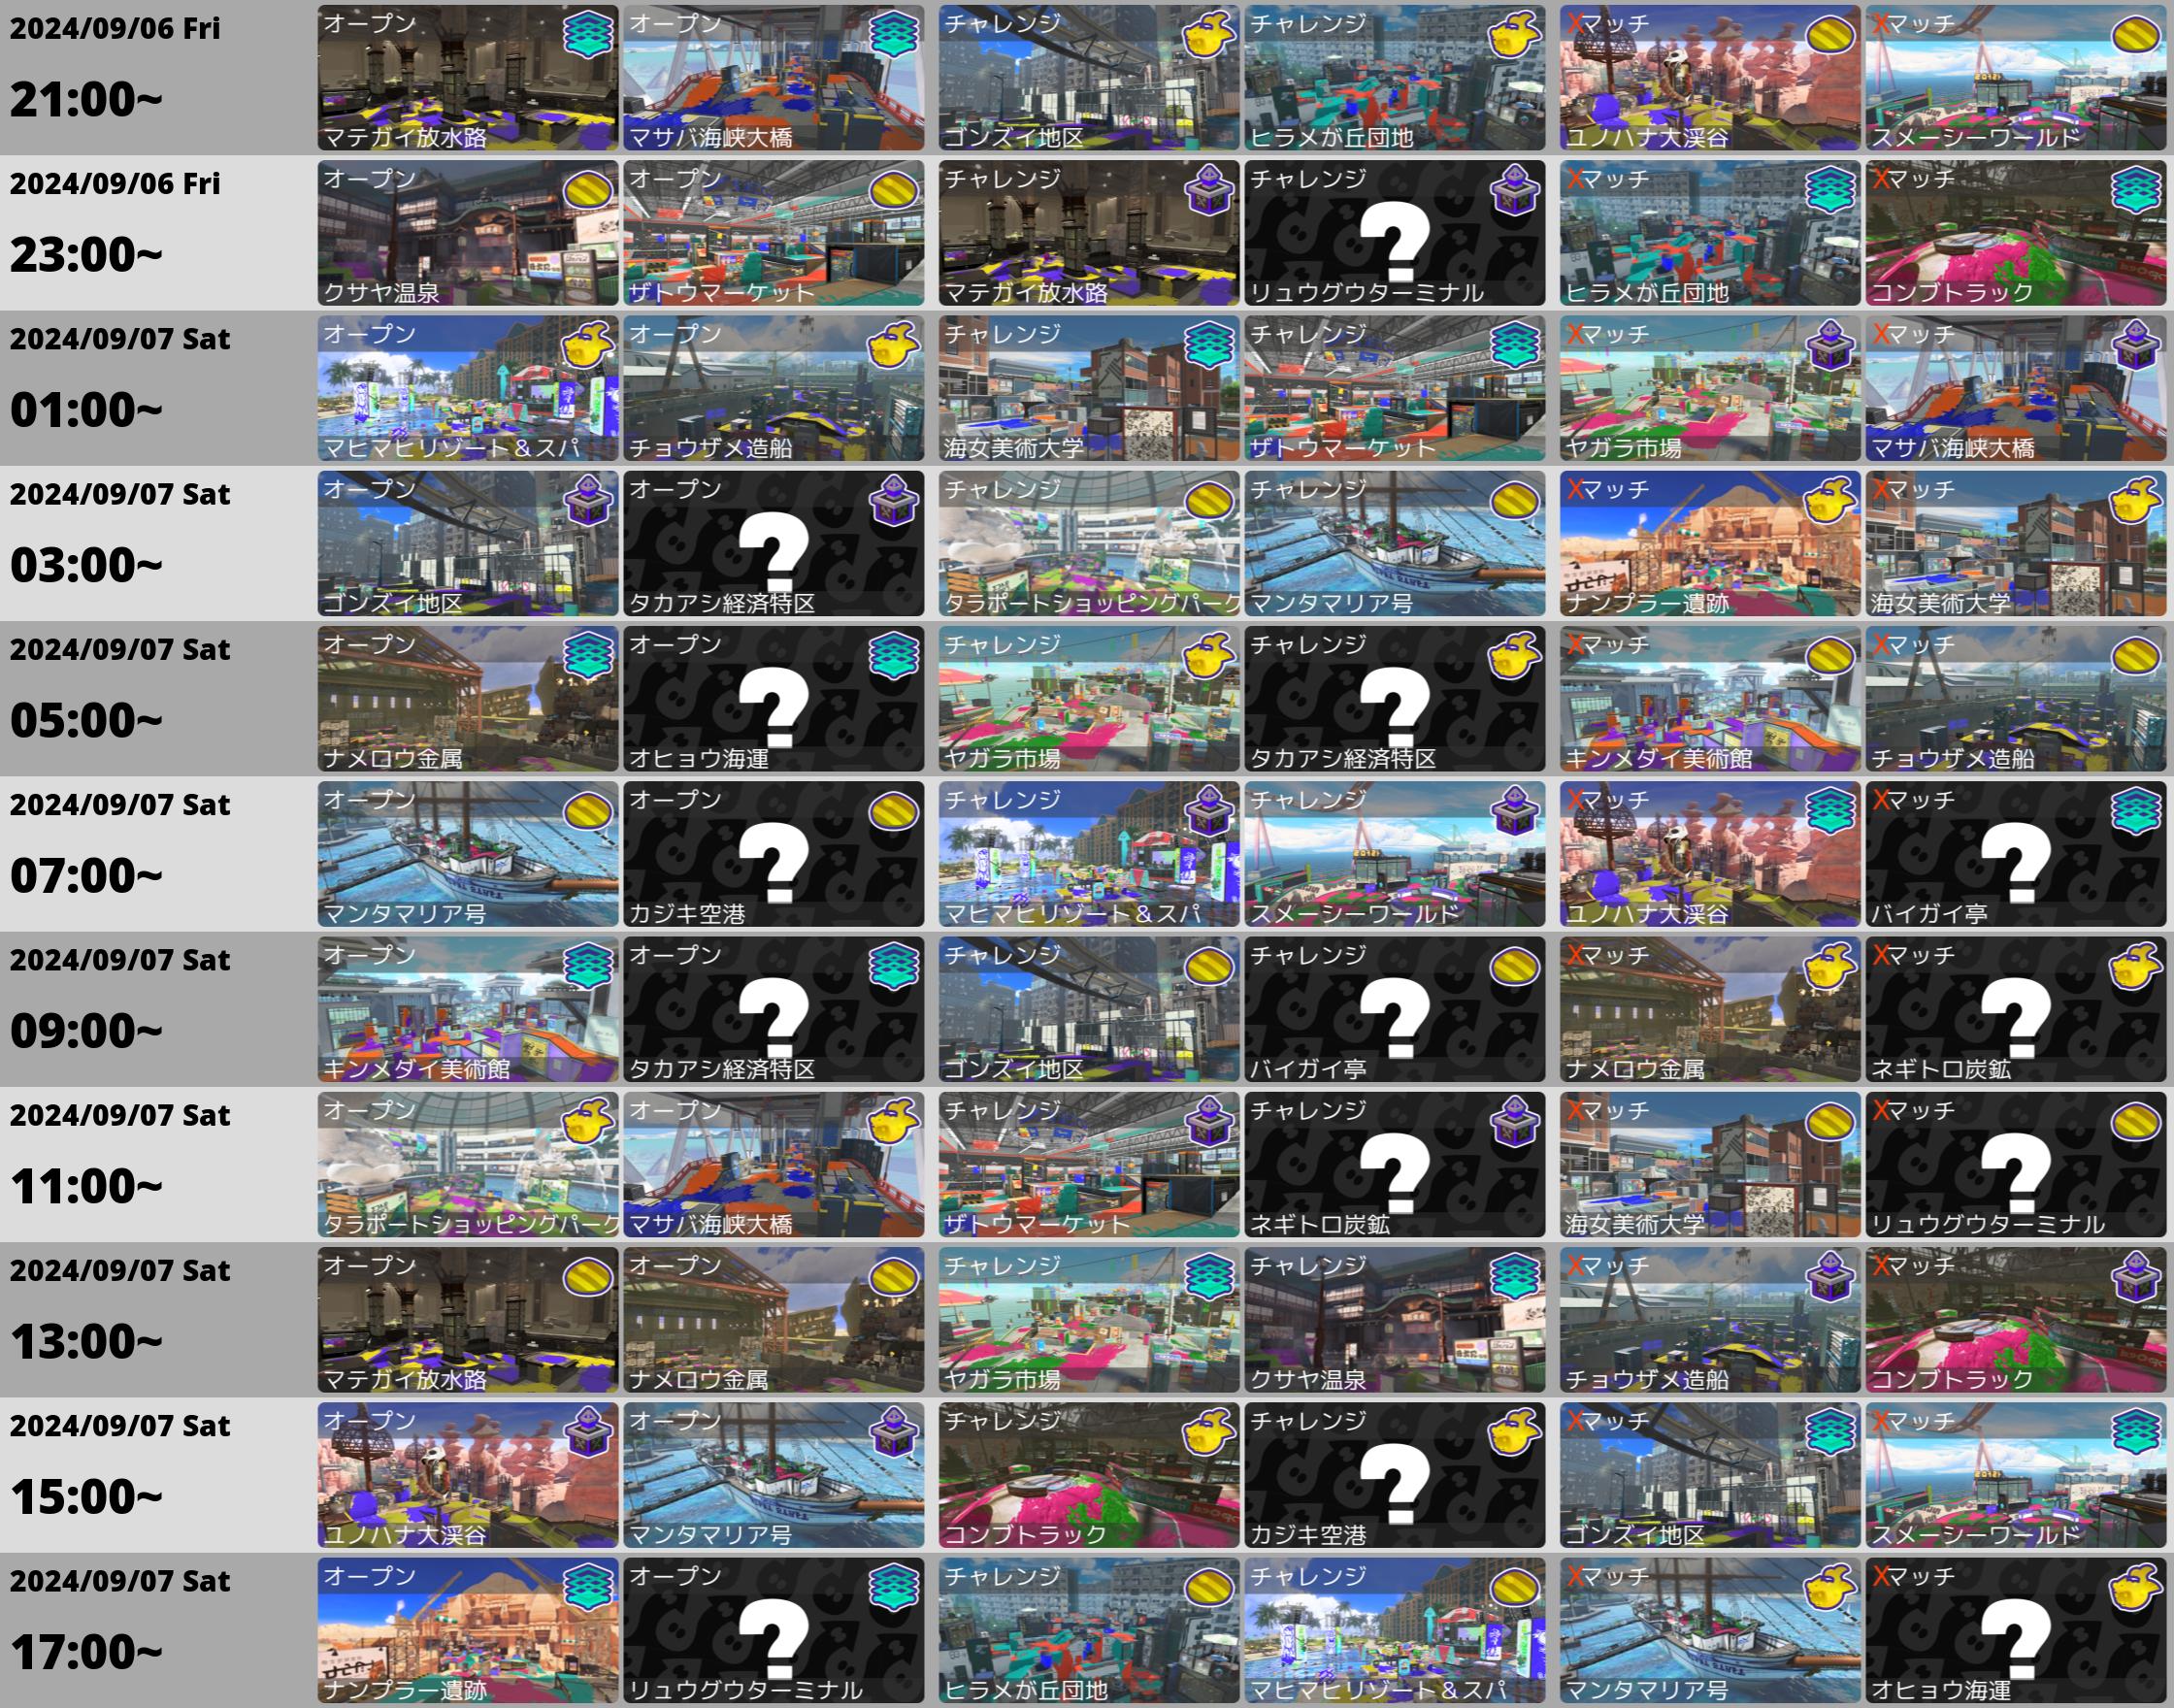 2024/09/06 Fri
21:00~
オープン
マテガイ放水路
オープン
マサバ海峡大橋
チャレンジ
ゴンズイ地区
チャレンジ
ヒラメが丘団地
Xマッチ
ユノハナ大渓谷
Xマッチ
スメーシーワールド
2024/09/06 Fri
23:00~
オープン
クサヤ温泉
オープン
ザトウマーケット
チャレンジ
マテガイ放水路
チャレンジ
?
リュウグウターミナル
Xマッチ
ヒラメが丘団地
Xマッチ
コンブトラック
2024/09/07 Sat
01:00~
オープン
マヒマヒリゾート&スパ
オープン
チョウザメ造船
チャレンジ
海女美術大学
チャレンジ
ザトウマーケット
Xマッチ
ヤガラ市場
Xマッチ
マサバ海峡大橋
2024/09/07 Sat
03:00~
オープン
ゴンズイ地区
オープン
?
タカアシ経済特区
チャレンジ
タラポートショッピングパーク
チャレンジ
マンタマリア号
Xマッチ
ナンプラー遺跡
Xマッチ
海女美術大学
2024/09/07 Sat
05:00~
オープン
ナメロウ金属
オープン
?
オヒョウ海運
チャレンジ
ヤガラ市場
チャレンジ
?
タカアシ経済特区
Xマッチ
キンメダイ美術館
Xマッチ
チョウザメ造船
2024/09/07 Sat
07:00~
オープン
マンタマリア号
オープン
?
カジキ空港
チャレンジ
マヒマヒリゾート&スパ
チャレンジ
スメーシーワールド
Xマッチ
ユノハナ大渓谷
Xマッチ
?
バイガイ亭
2024/09/07 Sat
09:00~
オープン
キンメダイ美術館
オープン
?
タカアシ経済特区
チャレンジ
ゴンズイ地区
チャレンジ
?
バイガイ亭
Xマッチ
ナメロウ金属
Xマッチ
?
ネギトロ炭鉱
2024/09/07 Sat
11:00~
オープン
タラポートショッピングパーク
オープン
マサバ海峡大橋
チャレンジ
ザトウマーケット
チャレンジ
?
ネギトロ炭鉱
Xマッチ
海女美術大学
Xマッチ
?
リュウグウターミナル
2024/09/07 Sat
13:00~
オープン
マテガイ放水路
オープン
ナメロウ金属
チャレンジ
ヤガラ市場
チャレンジ
クサヤ温泉
Xマッチ
チョウザメ造船
Xマッチ
コンブトラック
2024/09/07 Sat
15:00~
オープン
ユノハナ大渓谷
オープン
マンタマリア号
チャレンジ
コンブトラック
チャレンジ
?
カジキ空港
Xマッチ
ゴンズイ地区
Xマッチ
スメーシーワールド
2024/09/07 Sat
17:00~
オープン
ナンプラー遺跡
オープン
?
リュウグウターミナル
チャレンジ
ヒラメが丘団地
チャレンジ
マヒマヒリゾート&スパ
Xマッチ
マンタマリア号
Xマッチ
?
オヒョウ海運